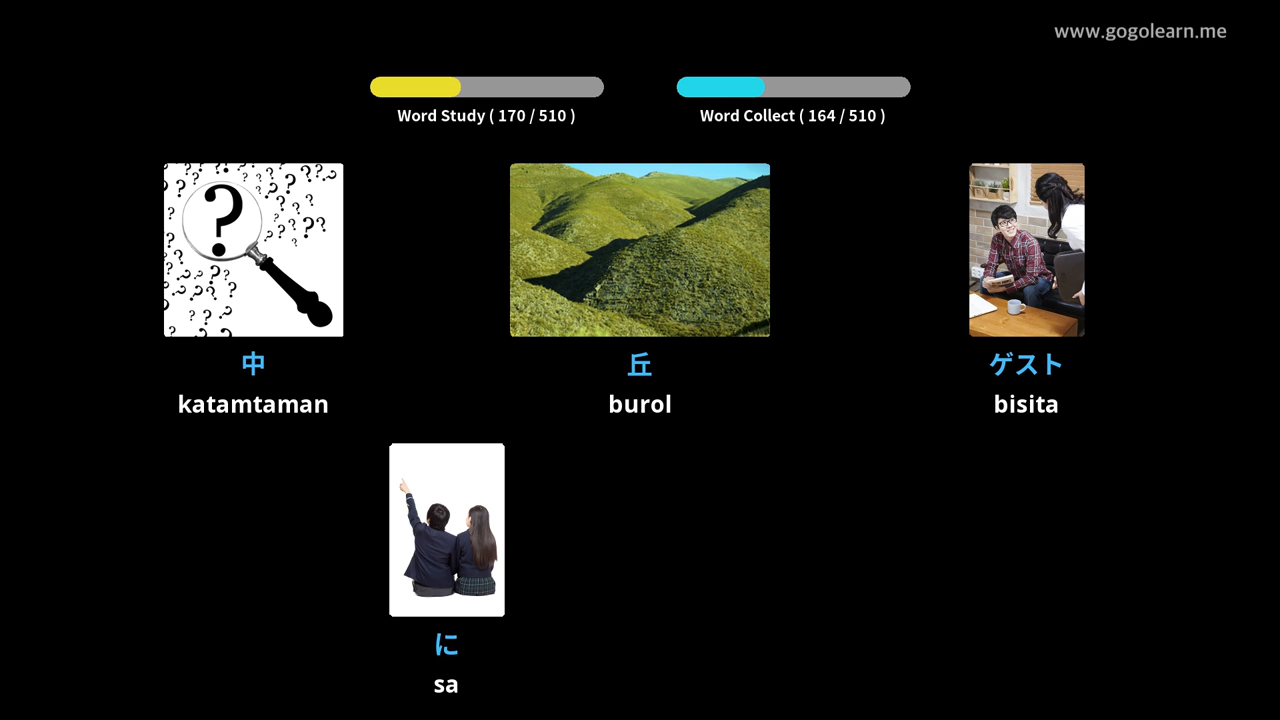 www.gogolearn.me
Word Study ( 170 / 510 )
Word Collect ( 164 / 510 )
中
katamtaman
丘
burol
ゲスト
bisita
に
sa